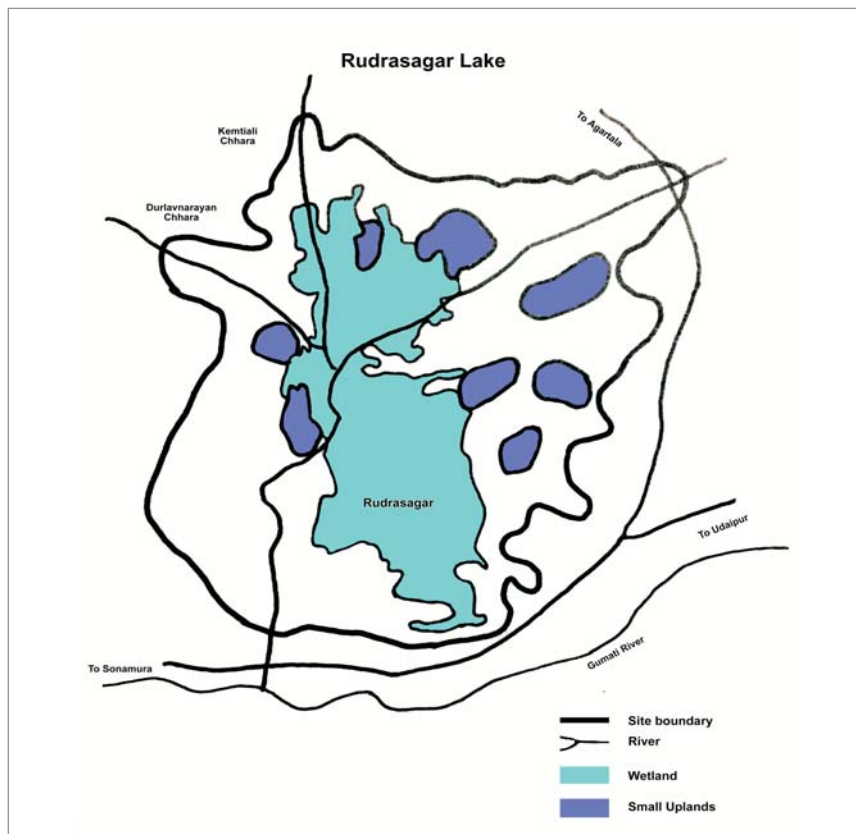 Rudrasagar Lake
Kemtiali
Chhara
To Agartala
Durlavnarayan
Chhara
Rudrasagar
To Udaipur
Gumati River
To Sonamura
Site boundary
River
Wetland
Small Uplands